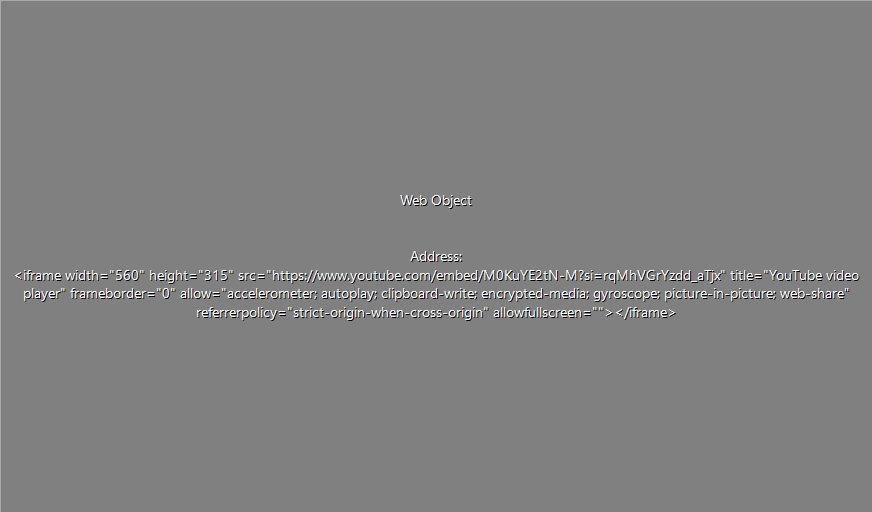 Web Object
Address:
<iframe width="560" height="315" src="https://www.youtube.com/embed/M0KuYE2tN-M?si=rqMhVGrYzdd_aTjx" title="YouTube video
player" frameborder="0" allow="accelerometer; autoplay; clipboard-write; encrypted-media; gyroscope; picture-in-picture; web-share"
referrerpolicy="strict-origin-when-cross-origin" allowfullscreen=""></iframe>